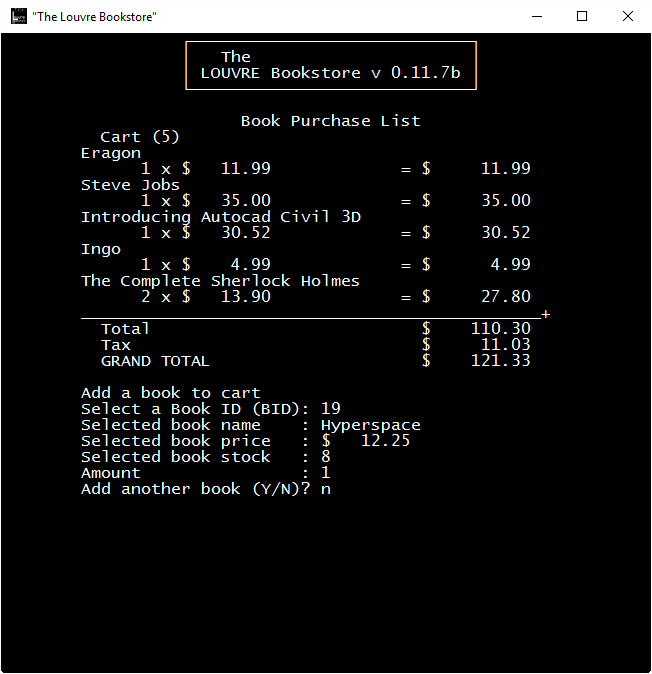 "The Louvre Bookstore"
The
LOUVRE Bookstore v 0.11.7b
Book Purchase List
Cart (5)
Eragon
1 x $ 11.99 = $ 11.99
Steve Jobs
1 x $ 35.00 = $ 35.00
Introducing Autocad Civil 3D
1 x $ 30.52 = $ 30.52
Ingo
1 x $ 4.99 = $ 4.99
The Complete Sherlock Holmes
2 x $ 13.90 = $ 27.80
______________________________________________+
Total $ 110.30
Tax $ 11.03
GRAND TOTAL $ 121.33
Add a book to cart
Select a Book ID (BID): 19
Selected book name : Hyperspace
Selected book price : $ 12.25
Selected book stock : 8
Amount : 1
Add another book (Y/N)? n